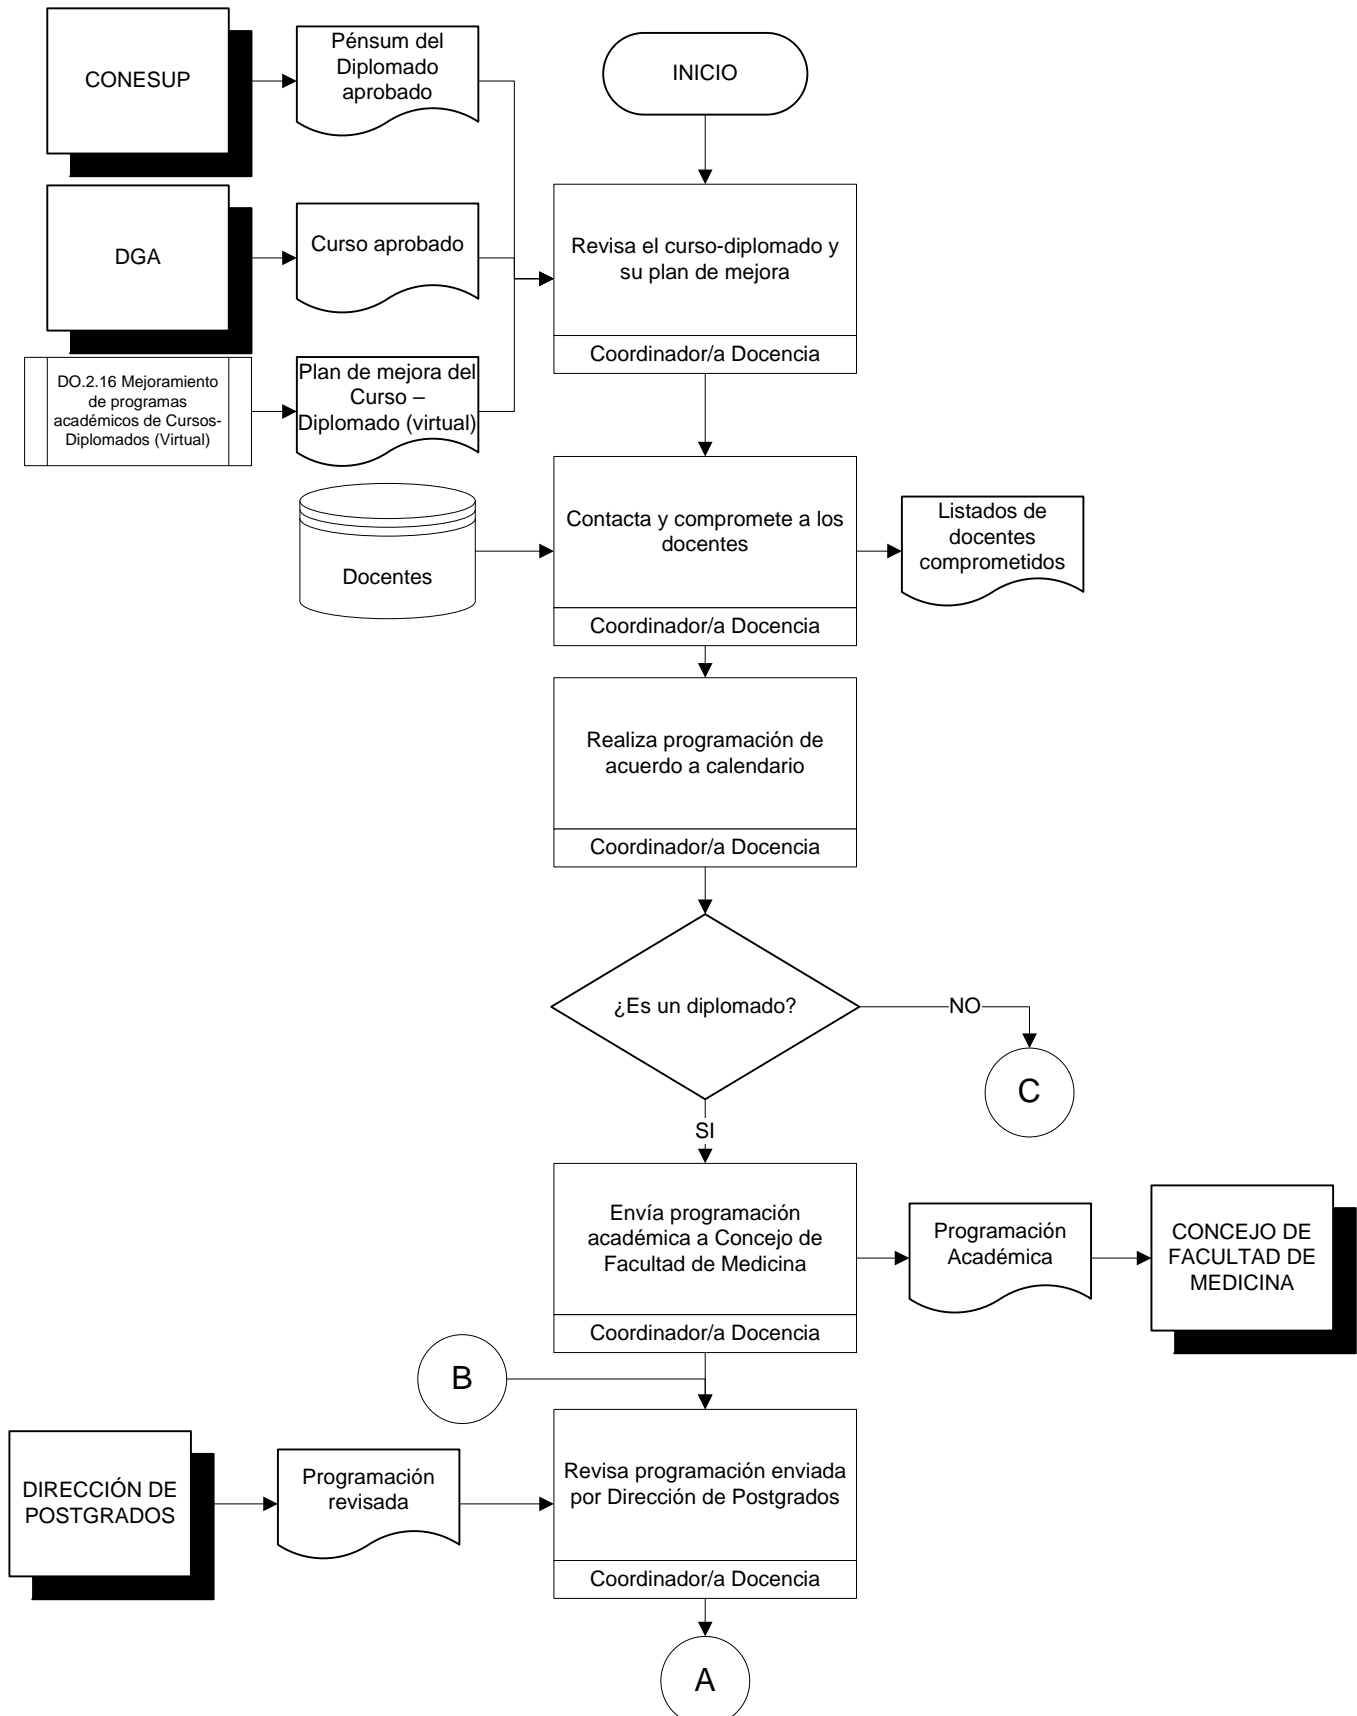 CONESUP
Pénsum del
Diplomado
aprobado
INICIO
DGA
Curso aprobado
Revisa el curso-diplomado y
su plan de mejora
Coordinador/a Docencia
DO.2.16 Mejoramiento
de programas
académicos de Cursos-
Diplomados (Virtual)
Plan de mejora del
Curso –
Diplomado (virtual)
Docentes
Contacta y compromete a los
docentes
Coordinador/a Docencia
Listados de
docentes
comprometidos
Realiza programación de
acuerdo a calendario
Coordinador/a Docencia
¿Es un diplomado?
NO
C
SI
Envía programación
académica a Concejo de
Facultad de Medicina
Coordinador/a Docencia
Programación
Académica
CONCEJO DE
FACULTAD DE
MEDICINA
B
DIRECCIÓN DE
POSTGRADOS
Programación
revisada
Revisa programación enviada
por Dirección de Postgrados
Coordinador/a Docencia
A